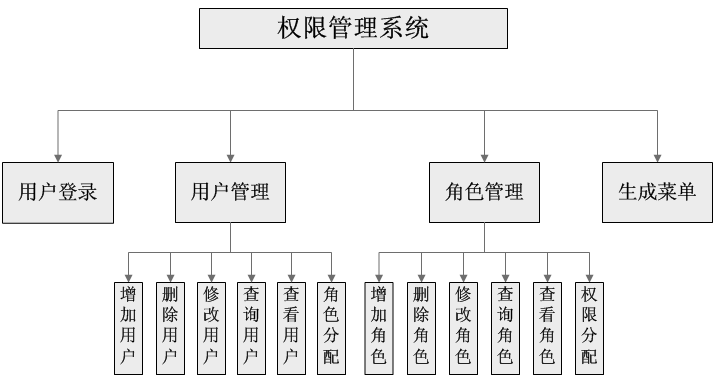 权限管理系统
用户登录
用户管理
角色管理
生成菜单
增加用户
删除用户
修改用户
查询用户
查看用户
角色分配
增加角色
删除角色
修改角色
查询角色
查看角色
权限分配